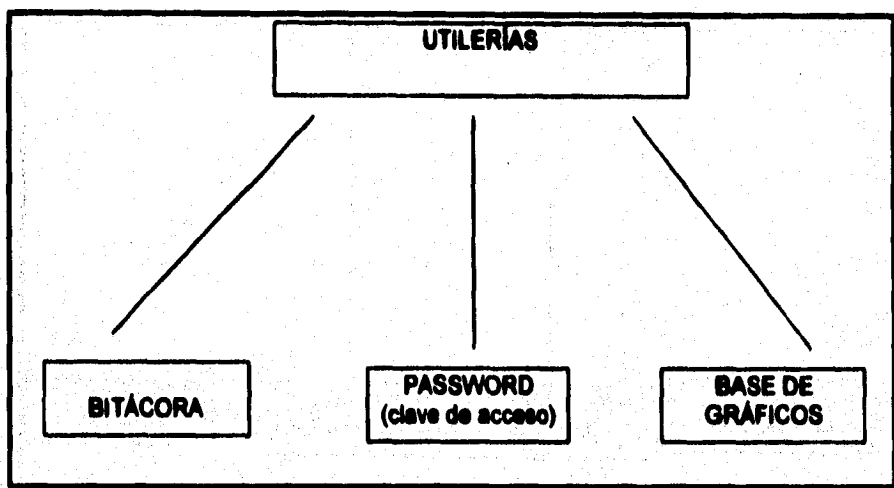 UTILERÍAS
BITÁCORA
PASSWORD
(clave de acceso)
BASE DE
GRÁFICOS